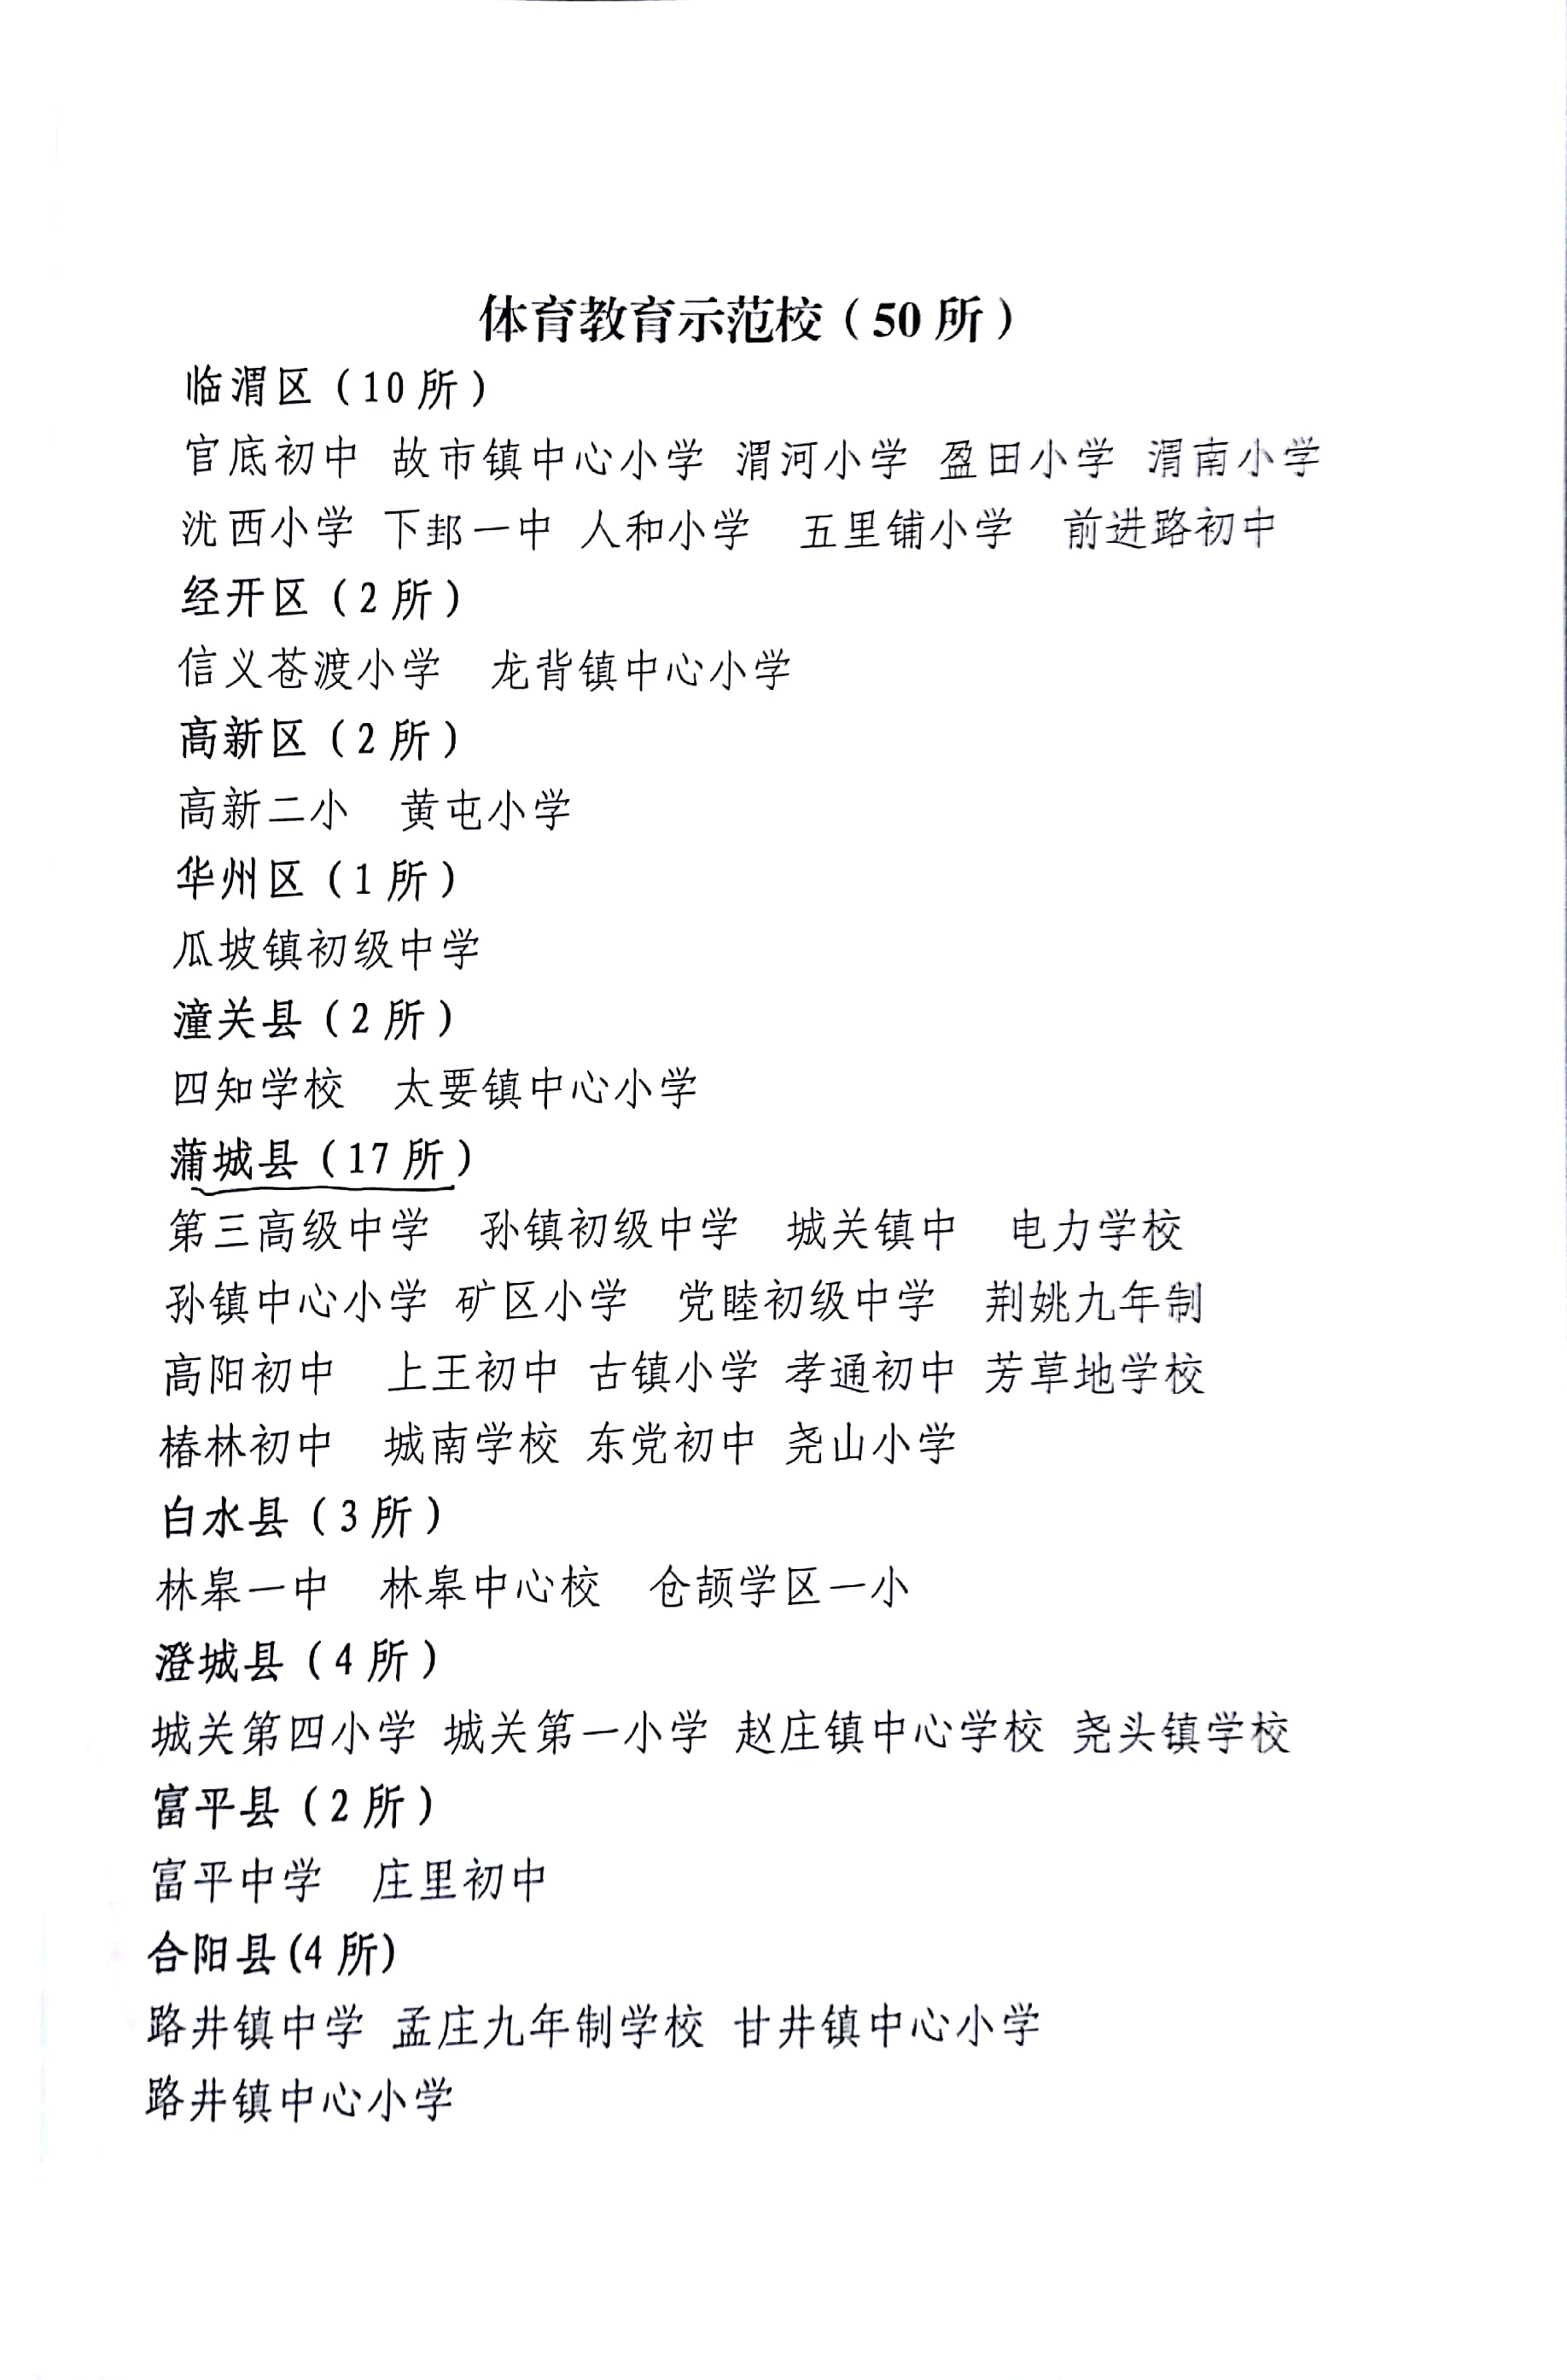 体育教育示范校（50 所）
临渭区（10 所）
官底初中 故市镇中心小学 渭河小学 盈田小学 渭南小学
沋西小学 下邽一中 人和小学 五里铺小学 前进路初中
经开区（2 所）
信义苍渡小学 龙背镇中心小学
高新区（2 所）
高新二小 黄屯小学
华州区（1 所）
瓜坡镇初级中学
潼关县（2 所）
四知学校 太要镇中心小学
蒲城县（17 所）
第三高级中学 孙镇初级中学 城关镇中 电力学校
孙镇中心小学 矿区小学 党睦初级中学 荆姚九年制
高阳初中 上王初中 古镇小学 孝通初中 芳草地学校
椿林初中 城南学校 东党初中 尧山小学
白水县（3 所）
林皋一中 林皋中心校 仓颉学区一小
澄城县（4 所）
城关第四小学 城关第一小学 赵庄镇中心学校 尧头镇学校
富平县（2 所）
富平中学 庄里初中
合阳县(4 所)
路井镇中学 孟庄九年制学校 甘井镇中心小学
路井镇中心小学